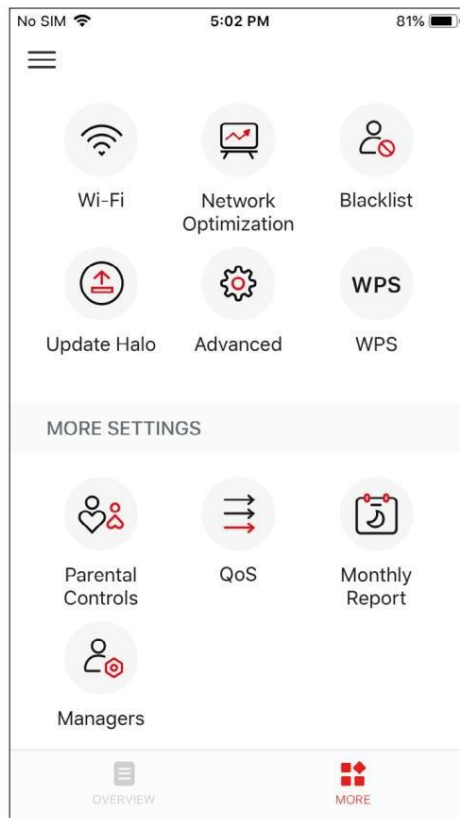 No SIM 5:02 PM 81%
Wi-Fi Network Optimization Blacklist
Update Halo Advanced WPS WPS
MORE SETTINGS
Parental Controls QoS Monthly Report
Managers
OVERVIEW MORE